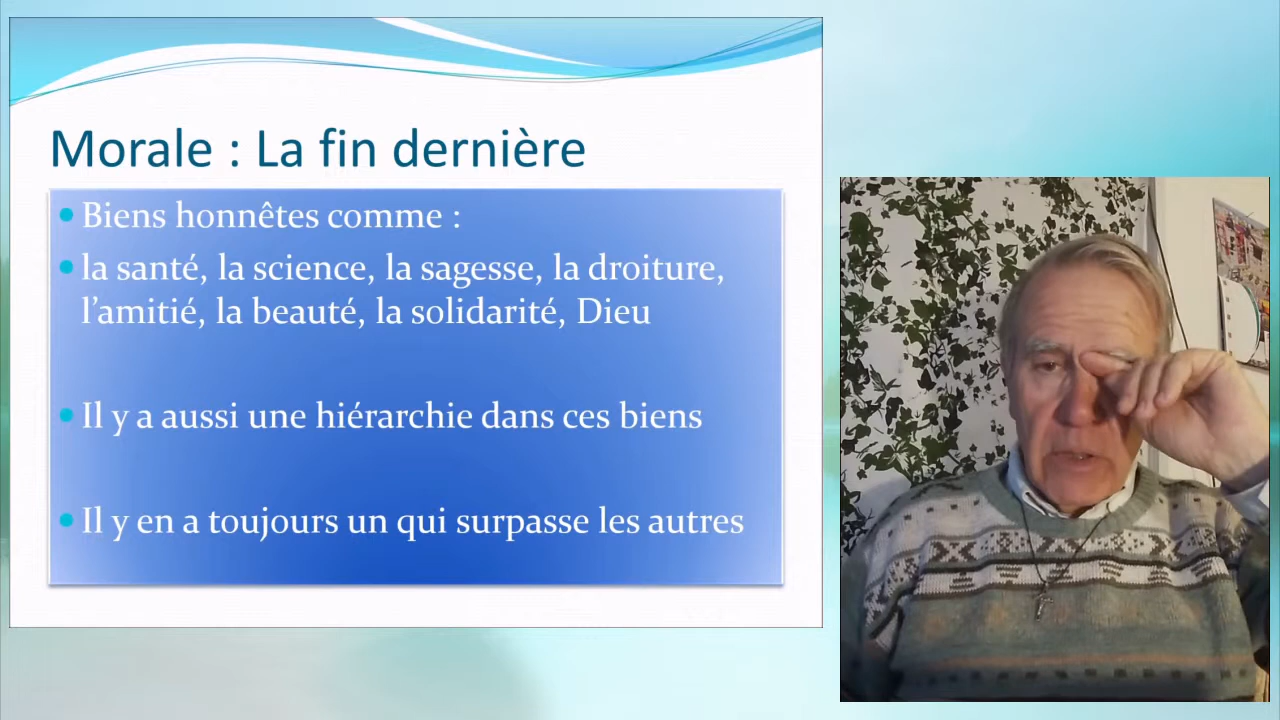 Morale : La fin dernière
Biens honnêtes comme :
la santé, la science, la sagesse, la droiture,
l’amitié, la beauté, la solidarité, Dieu
Il y a aussi une hiérarchie dans ces biens
Il y en a toujours un qui surpasse les autres